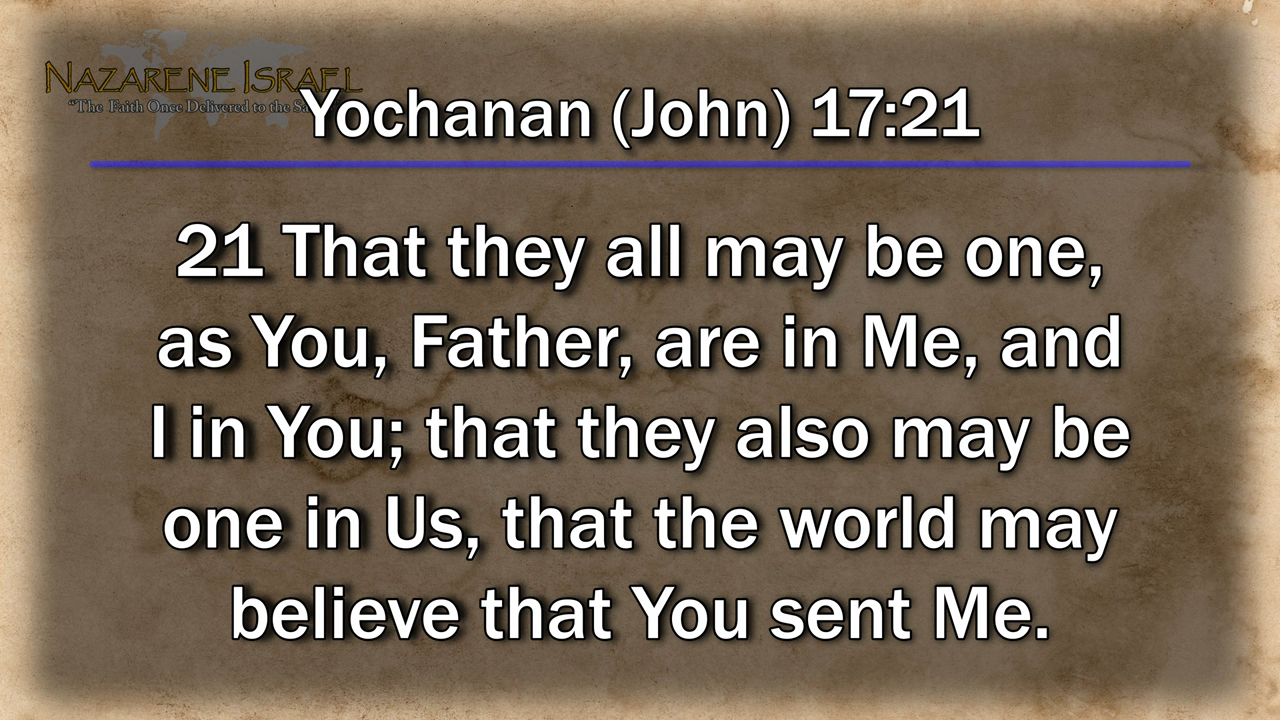 NAZARENE ISRAEL
"The Faith Once Delivered to the
Yochanan (John) 17:21
21 That they all may be one,
as You, Father, are in Me, and
I in You; that they also may be
one in Us, that the world may
believe that You sent Me.